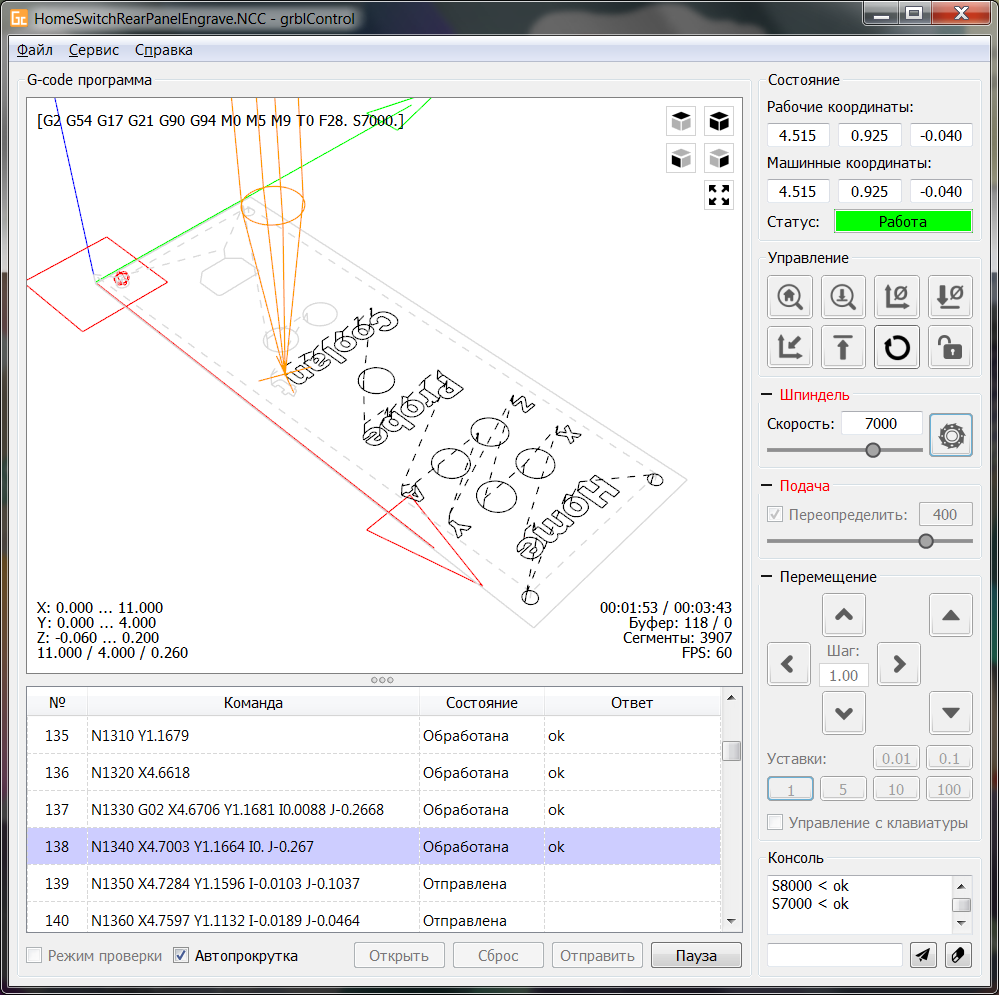 HomeSwitchRearPanelEngrave.NCC - grblControl
Файл Сервис Справка
G-code программа
[G2 G54 G17 G21 G90 G94 M0 M5 M9 T0 F28. S7000.]
Coolan
Probe
Z
X
A
Y
Home
X: 0.000 ... 11.000
Y: 0.000 ... 4.000
Z: -0.060 ... 0.200
11.000 / 4.000 / 0.260
00:01:53 / 00:03:43
Буфер: 118 / 0
Сегменты: 3907
FPS: 60
№ Команда Состояние Ответ
135 N1310 Y1.1679 Обработана ok
136 N1320 X4.6618 Обработана ok
137 N1330 G02 X4.6706 Y1.1681 I0.0088 J-0.2668 Обработана ok
138 N1340 X4.7003 Y1.1664 I0. J-0.267 Обработана ok
139 N1350 X4.7284 Y1.1596 I-0.0103 J-0.1037 Отправлена
140 N1360 X4.7597 Y1.1132 I-0.0189 J-0.0464 Отправлена
Режим проверки Автопрокрутка Открыть Сброс Отправить Пауза
Состояние
Рабочие координаты:
4.515 0.925 -0.040
Машинные координаты:
4.515 0.925 -0.040
Статус: Работа
Управление
Шпиндель
Скорость: 7000
Подача
Переопределить: 400
Перемещение
Шаг:
1.00
Уставки: 0.01 0.1
1 5 10 100
Управление с клавиатуры
Консоль
S8000 < ok
S7000 < ok